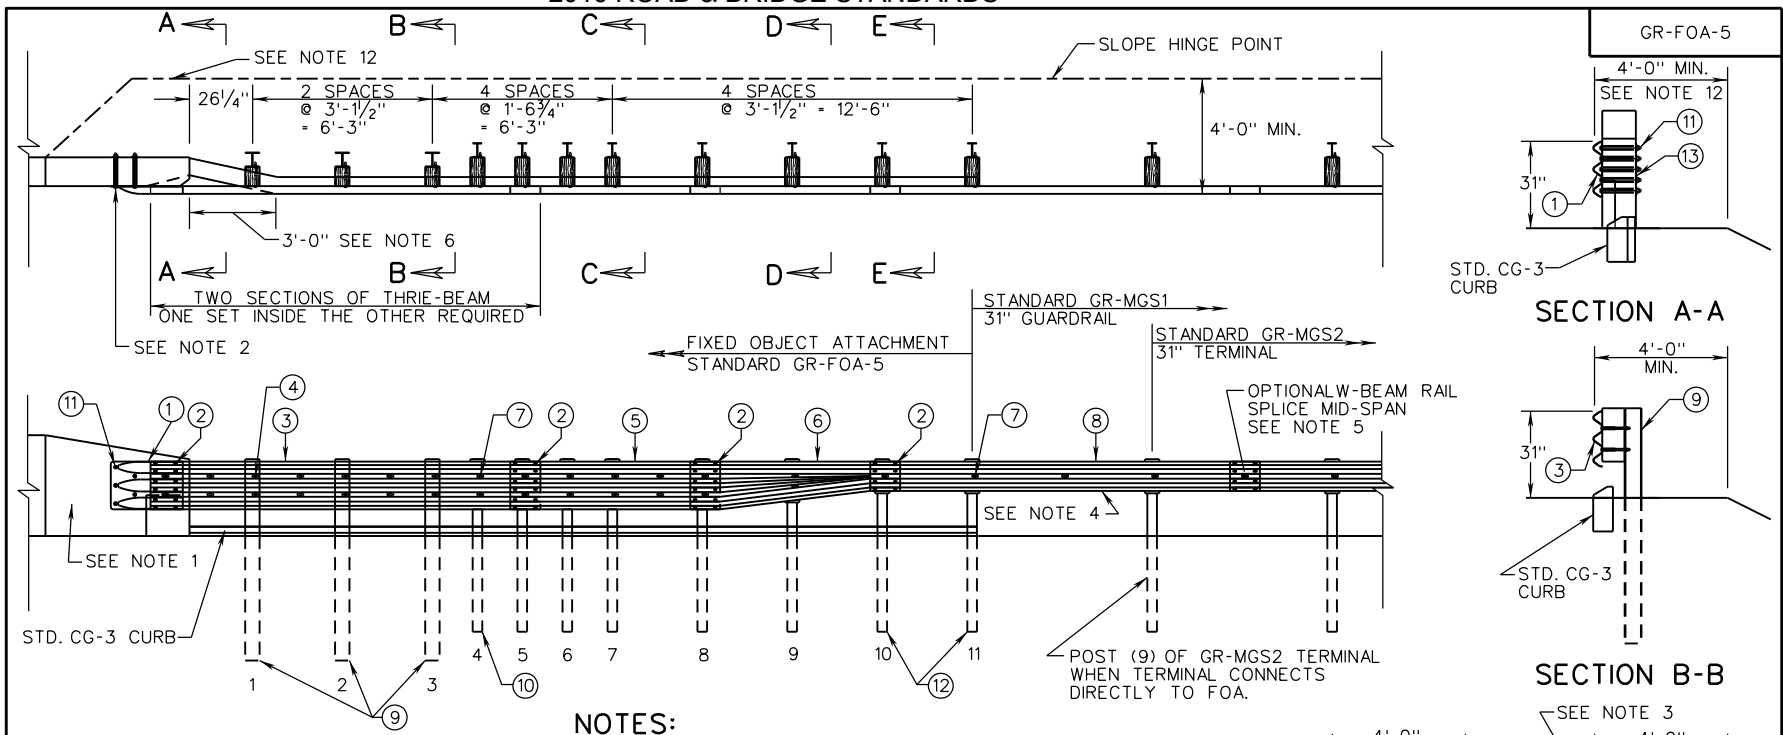 GR-FOA-5
A
B
C
D
E
SEE NOTE 12
SLOPE HINGE POINT
26 1/4"
2 SPACES
@ 3'-1 1/2"
= 6'-3"
4 SPACES
@ 1'-6 3/4"
= 6'-3"
4 SPACES
@ 3'-1 1/2" = 12'-6"
4'-0" MIN.
3'-0" SEE NOTE 6
A
B
C
D
E
TWO SECTIONS OF THRIE-BEAM
ONE SET INSIDE THE OTHER REQUIRED
SEE NOTE 2
STANDARD GR-MGS1
31" GUARDRAIL
FIXED OBJECT ATTACHMENT
STANDARD GR-FOA-5
STANDARD GR-MGS2
31" TERMINAL
OPTIONAL W-BEAM RAIL
SPLICE MID-SPAN
SEE NOTE 5
11
1
2
4
3
7
2
5
2
6
2
7
8
SEE NOTE 4
SEE NOTE 1
STD. CG-3 CURB
1
2
3
4
5
6
7
8
9
10
11
9
10
12
POST (9) OF GR-MGS2 TERMINAL
WHEN TERMINAL CONNECTS
DIRECTLY TO FOA.
NOTES:
4'-0" MIN.
SEE NOTE 12
11
13
31"
1
STD. CG-3
CURB
SECTION A-A
4'-0"
MIN.
9
31"
3
STD. CG-3
CURB
SECTION B-B
SEE NOTE 3